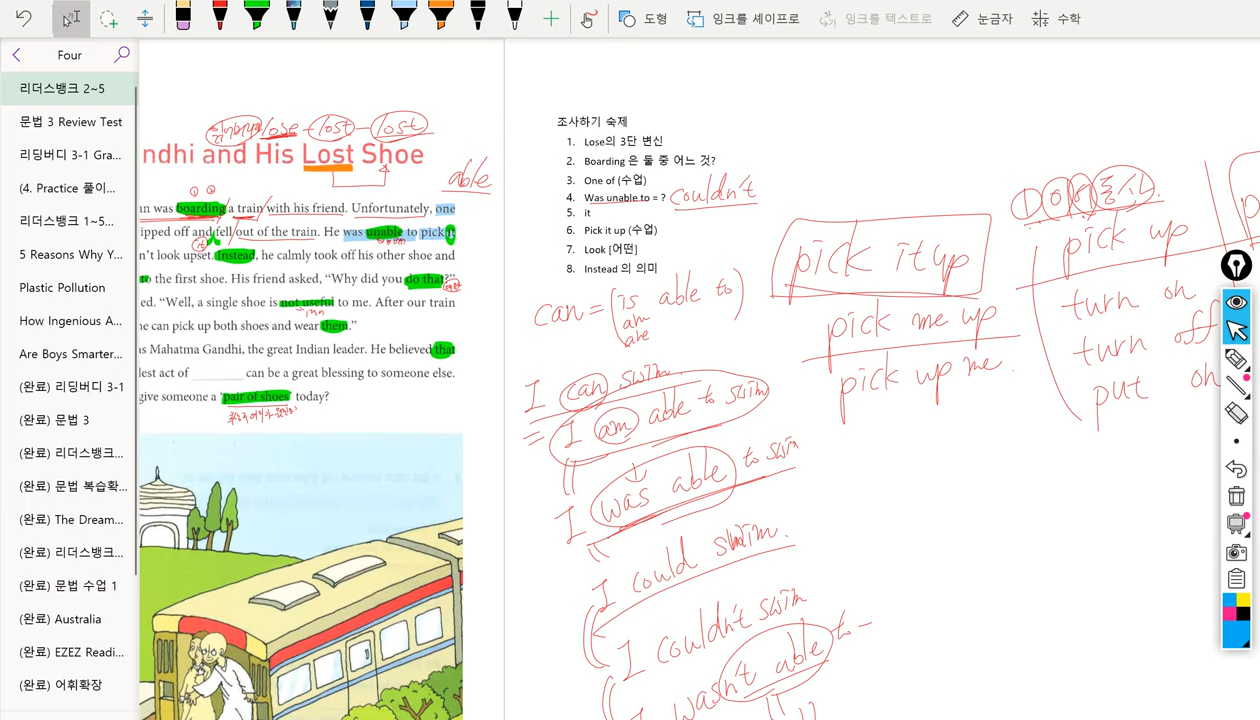 도형
잉크를 셰이프로
잉크를 텍스트로
눈금자
수학
Four
리더스뱅크 2~5
문법 3 Review Test
리딩버디 3-1 Gra...
(4. Practice 풀이...
리더스뱅크 1~5...
5 Reasons Why Y...
Plastic Pollution
How Ingenious A...
Are Boys Smarter...
(완료) 리딩버디 3-1
(완료) 문법 3
(완료) 리더스뱅크...
(완료) 문법 복습확...
(완료) The Dream...
(완료) 리더스뱅크...
(완료) 문법 수업 1
(완료) Australia
(완료) EZEZ Readi...
(완료) 어휘확장
lose - lost - lost
ndhi and His Lost Shoe
able
① ②
an was boarding a train with his friend. Unfortunately, one
ipped off and fell out of the train. He was unable to pick it
n't look upset. Instead, he calmly took off his other shoe and
to the first shoe. His friend asked, "Why did you do that?"
ed. "Well, a single shoe is not useful to me. After our train
he can pick up both shoes and wear them."
s Mahatma Gandhi, the great Indian leader. He believed that
lest act of ______ can be a great blessing to someone else.
give someone a 'pair of shoes' today?
조사하기 숙제
1. Lose의 3단 변신
2. Boarding 은 둘 중 어느 것?
3. One of (수업)
4. Was unable to = ? couldn't
5. it
6. Pick it up (수업)
7. Look [어떤]
8. Instead 의 의미
can = (is able to)
am
are
I can swim.
= I am able to swim
I was able to swim
I could swim.
I couldn't swim
I wasn't able to -
pick it up
pick me up
pick up me.
pick up
turn on
turn off
put on